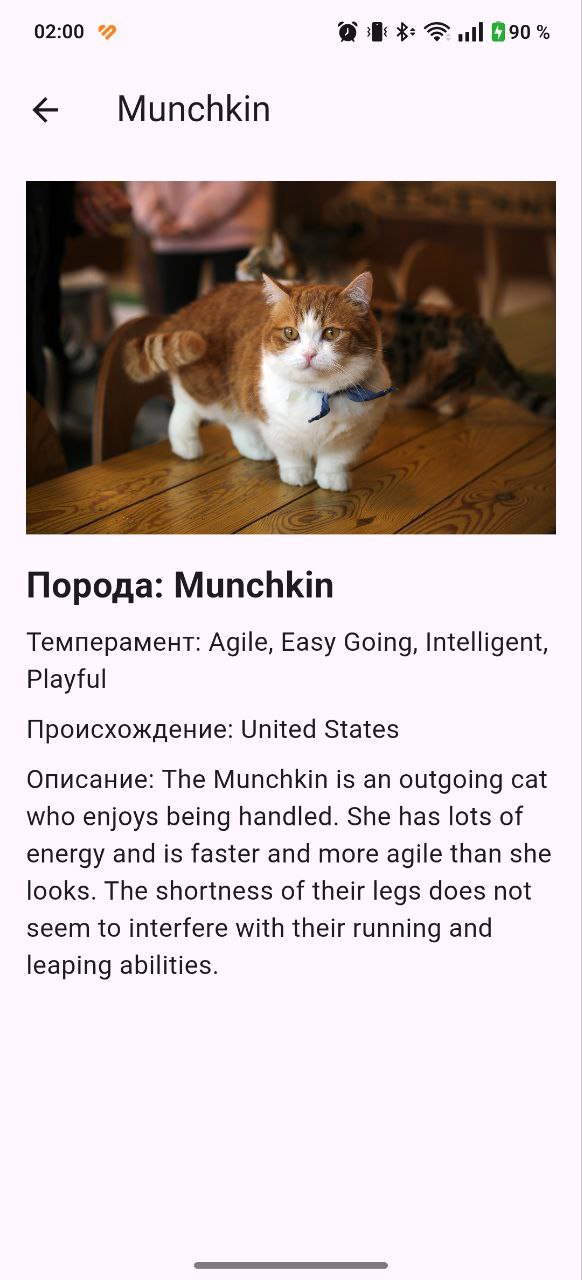 02:00
90 %
Munchkin
Порода: Munchkin
Темперамент: Agile, Easy Going, Intelligent,
Playful
Происхождение: United States
Описание: The Munchkin is an outgoing cat
who enjoys being handled. She has lots of
energy and is faster and more agile than she
looks. The shortness of their legs does not
seem to interfere with their running and
leaping abilities.